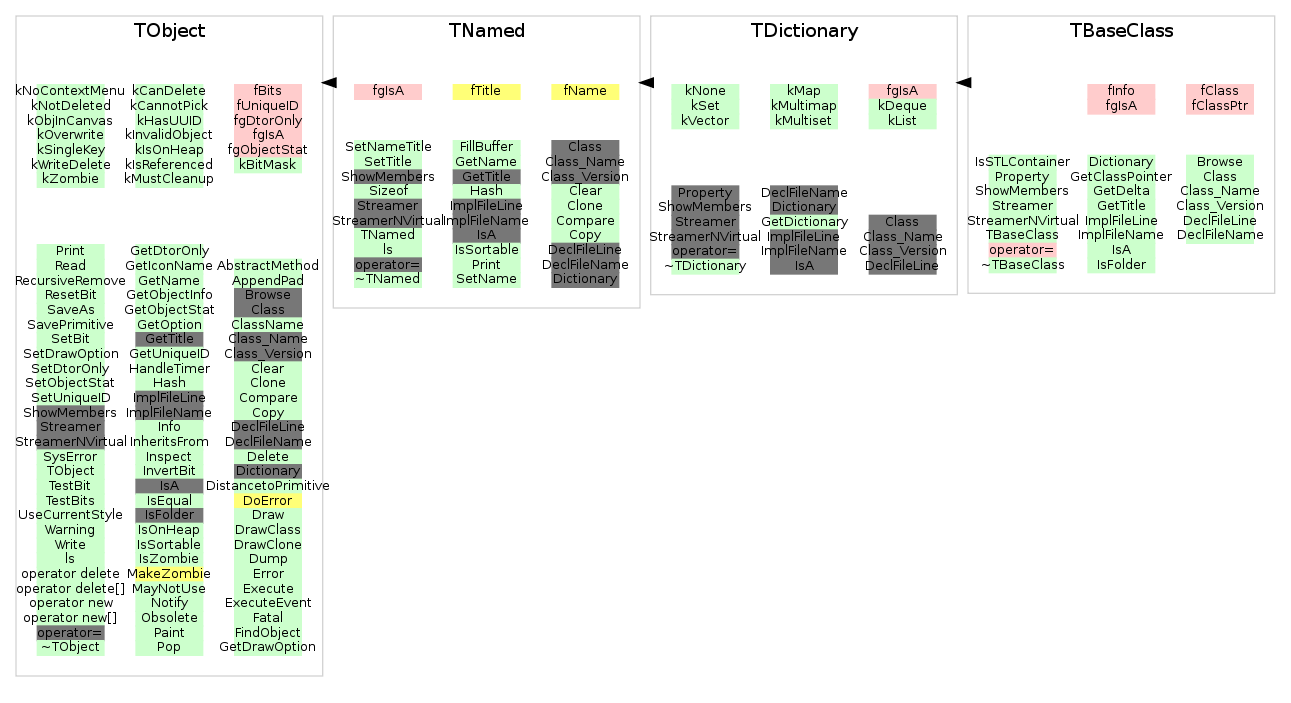 TObject
kNoContextMenu kCanDelete fBits
kNotDeleted kCannotPick fUniqueID
kObjInCanvas kHasUUID fgDtorOnly
kOverwrite kInvalidObject fgIsA
kSingleKey kIsOnHeap fgObjectStat
kWriteDelete kIsReferenced kBitMask
kZombie kMustCleanup
Print GetDtorOnly
Read GetIconName AbstractMethod
RecursiveRemove GetName AppendPad
ResetBit GetObjectInfo Browse
SaveAs GetObjectStat Class
SavePrimitive GetOption ClassName
SetBit GetTitle Class_Name
SetDrawOption GetUniqueID Class_Version
SetDtorOnly HandleTimer Clear
SetObjectStat Hash Clone
SetUniqueID ImplFileLine Compare
ShowMembers ImplFileName Copy
Streamer Info DeclFileLine
StreamerNVirtual InheritsFrom DeclFileName
SysError Inspect Delete
TObject InvertBit Dictionary
TestBit IsA DistancetoPrimitive
TestBits IsEqual DoError
UseCurrentStyle IsFolder Draw
Warning IsOnHeap DrawClass
Write IsSortable DrawClone
ls IsZombie Dump
operator delete MakeZombie Error
operator delete[] MayNotUse Execute
operator new Notify ExecuteEvent
operator new[] Obsolete Fatal
operator= Paint FindObject
~TObject Pop GetDrawOption
TNamed
fgIsA fTitle fName
SetNameTitle FillBuffer Class
SetTitle GetName Class_Name
ShowMembers GetTitle Class_Version
Sizeof Hash Clear
Streamer ImplFileLine Clone
StreamerNVirtual ImplFileName Compare
TNamed IsA Copy
ls IsSortable DeclFileLine
operator= Print DeclFileName
~TNamed SetName Dictionary
TDictionary
kNone kMap fgIsA
kSet kMultimap kDeque
kVector kMultiset kList
Property DeclFileName
ShowMembers Dictionary
Streamer GetDictionary Class
StreamerNVirtual ImplFileLine Class_Name
operator= ImplFileName Class_Version
~TDictionary IsA DeclFileLine
TBaseClass
fInfo fClass
fgIsA fClassPtr
IsSTLContainer Dictionary Browse
Property GetClassPointer Class
ShowMembers GetDelta Class_Name
Streamer GetTitle Class_Version
StreamerNVirtual ImplFileLine DeclFileLine
TBaseClass ImplFileName DeclFileName
operator= IsA
~TBaseClass IsFolder